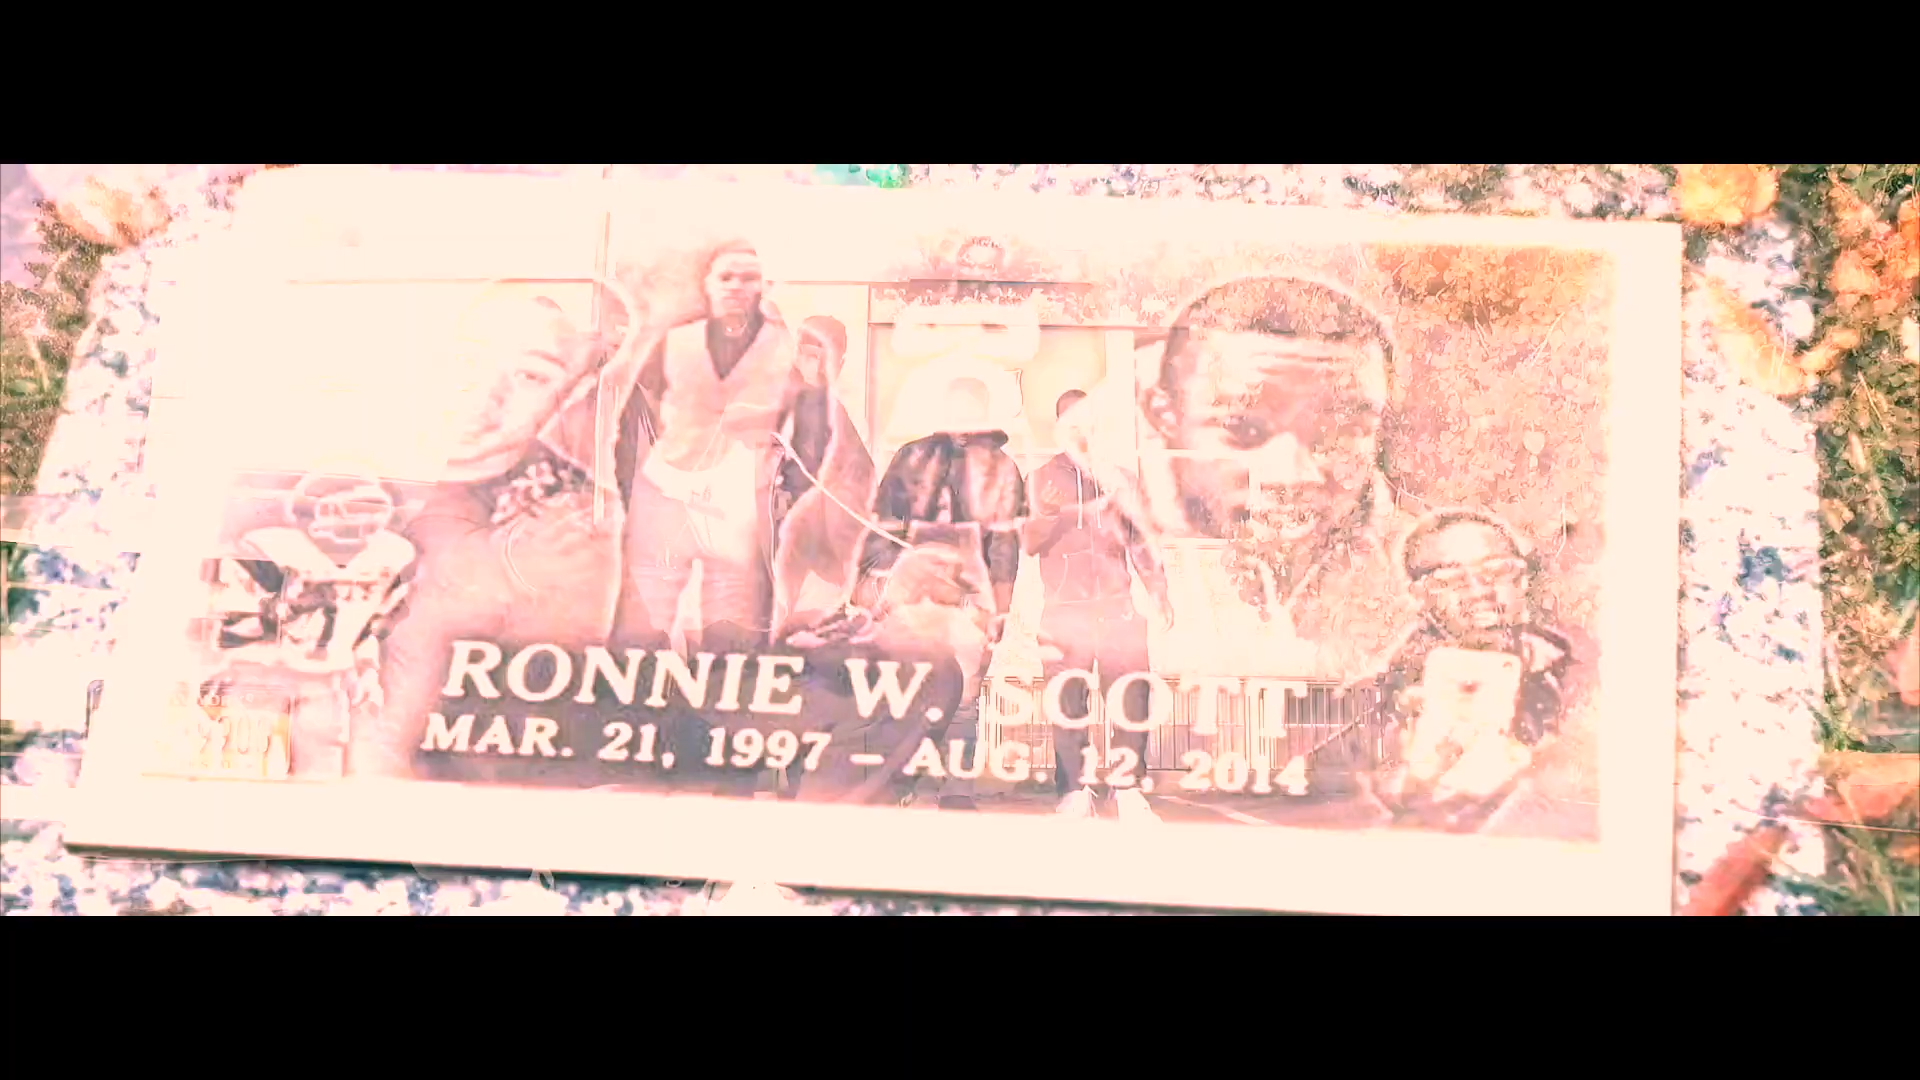 RONNIE W. SCOTT
MAR. 21, 1997 – AUG. 12, 2014